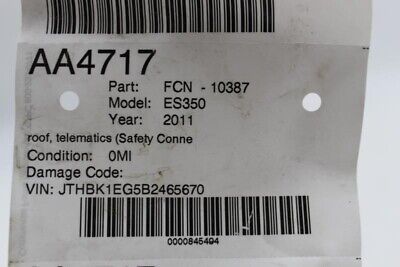 AA4717
Part: FCN - 10387
Model: ES350
Year: 2011
roof, telematics (Safety Conne
Condition: 0MI
Damage Code:
VIN: JTHBK1EG5B2465670
0000845494